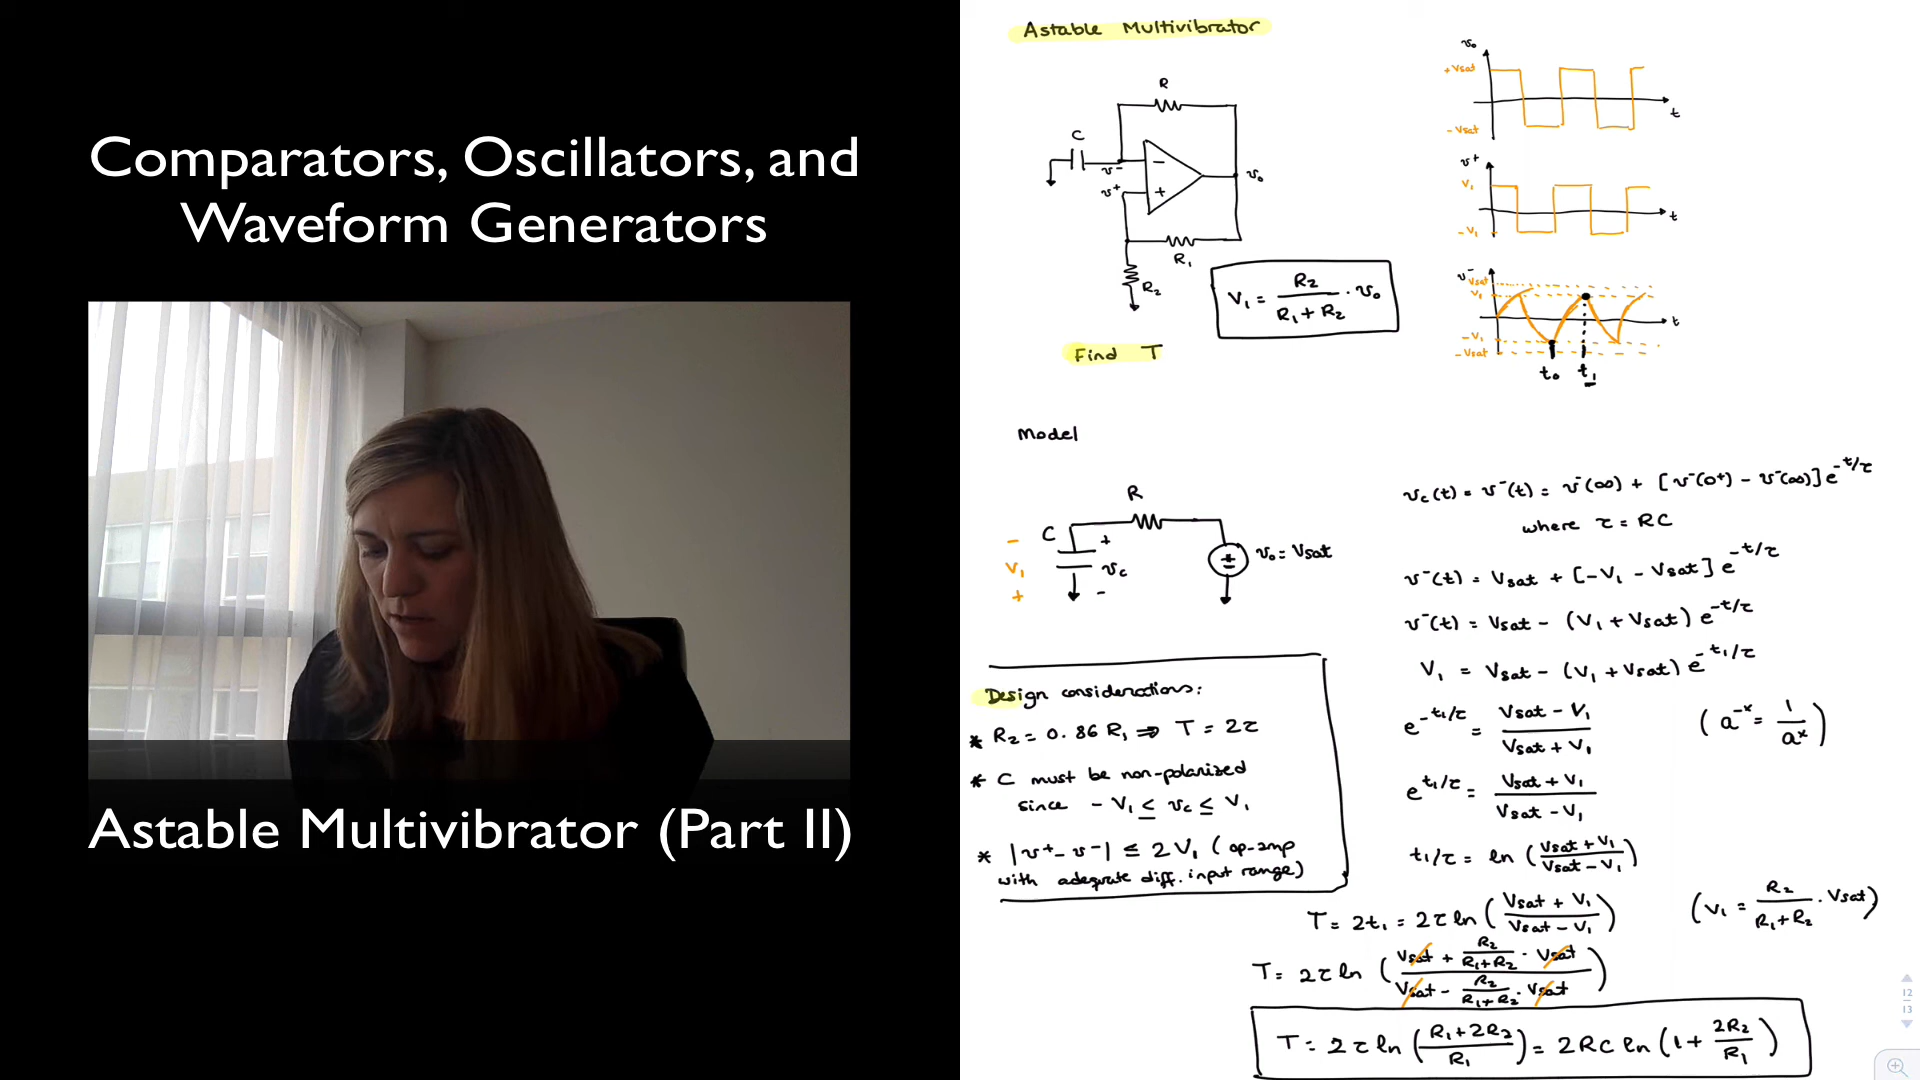 Comparators, Oscillators, and
Waveform Generators
Astable Multivibrator (Part II)
Astable Multivibrator
R
C
v⁻
v⁺
−
+
v₀
R₁
R₂
V₁ = R₂ / (R₁ + R₂) · v₀
Find T
v₀
+Vsat
−Vsat
t
v⁺
V₁
−V₁
t
v⁻
Vsat
V₁
−V₁
−Vsat
t
t₀ t₁
Model
R
C
+
v_c
−
−
V₁
+
±
v₀ = Vsat
v_c(t) = v⁻(t) = v⁻(∞) + [v⁻(0⁺) − v⁻(∞)] e^(−t/τ)
where τ = RC
v⁻(t) = Vsat + [−V₁ − Vsat] e^(−t/τ)
v⁻(t) = Vsat − (V₁ + Vsat) e^(−t/τ)
V₁ = Vsat − (V₁ + Vsat) e^(−t₁/τ)
e^(−t₁/τ) = (Vsat − V₁) / (Vsat + V₁) (a^(−x) = 1 / a^x)
e^(t₁/τ) = (Vsat + V₁) / (Vsat − V₁)
t₁/τ = ln ((Vsat + V₁) / (Vsat − V₁))
T = 2t₁ = 2τ ln ((Vsat + V₁) / (Vsat − V₁)) (V₁ = R₂ / (R₁ + R₂) · Vsat)
T = 2τ ln ((Vsat + R₂ / (R₁+R₂) · Vsat) / (Vsat − R₂ / (R₁+R₂) · Vsat))
T = 2τ ln ((R₁ + 2R₂) / R₁) = 2RC ln (1 + 2R₂ / R₁)
Design considerations:
* R₂ = 0.86 R₁ ⇒ T = 2τ
* C must be non-polarized
since −V₁ ≤ v_c ≤ V₁
* |v⁺ − v⁻| ≤ 2V₁ (op-amp
with adequate diff. input range)
12
13